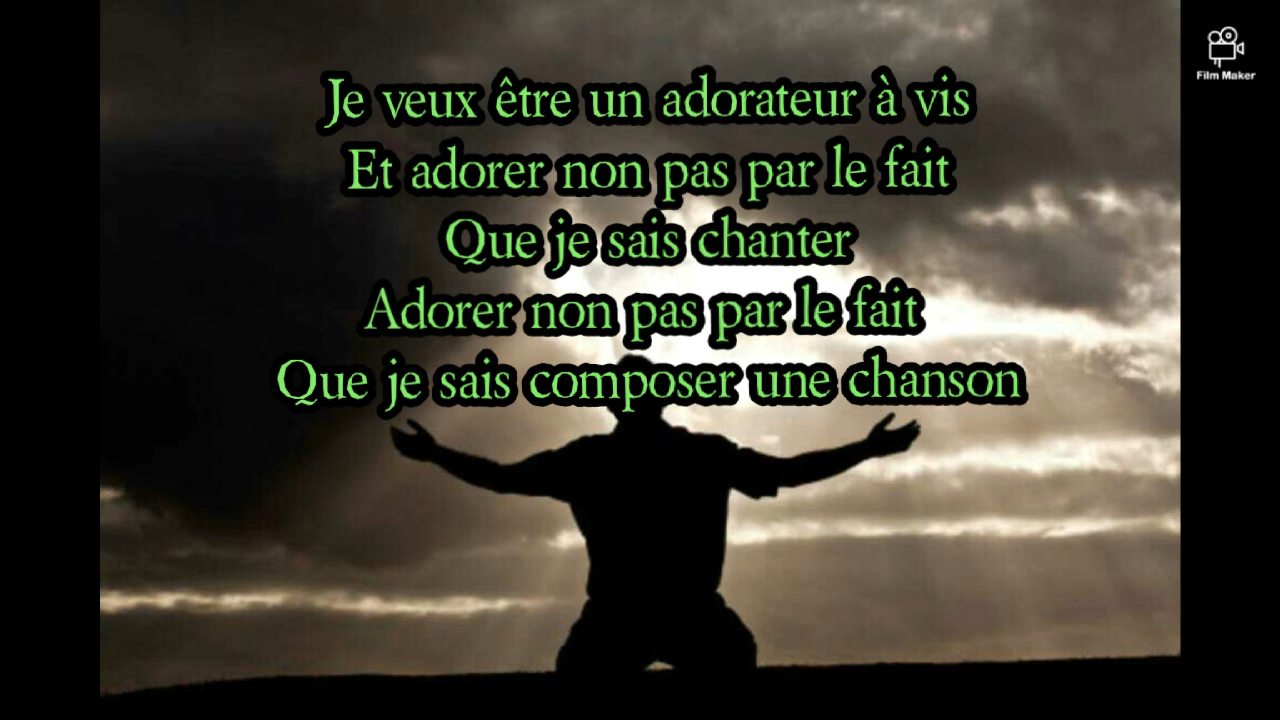 Film Maker
Je veux être un adorateur à vis
Et adorer non pas par le fait
Que je sais chanter
Adorer non pas par le fait
Que je sais composer une chanson